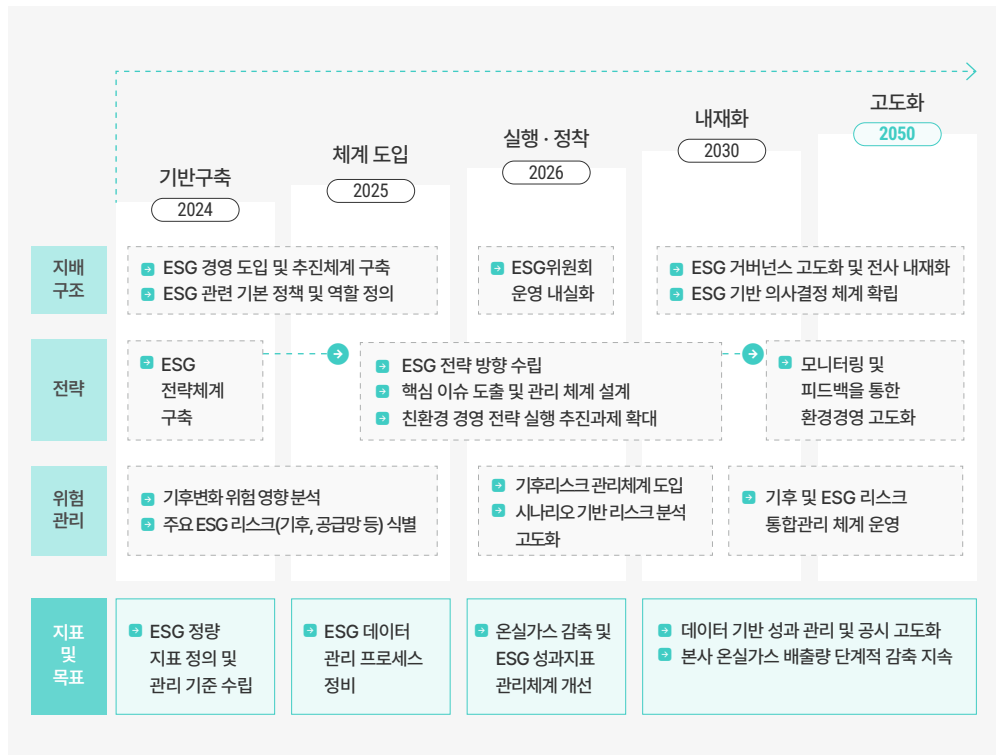 기반구축
2024
체계 도입
2025
실행 · 정착
2026
내재화
2030
고도화
2050
지배
구조
ESG 경영 도입 및 추진체계 구축
ESG 관련 기본 정책 및 역할 정의
ESG위원회
운영 내실화
ESG 거버넌스 고도화 및 전사 내재화
ESG 기반 의사결정 체계 확립
전략
ESG
전략체계
구축
ESG 전략 방향 수립
핵심 이슈 도출 및 관리 체계 설계
친환경 경영 전략 실행 추진과제 확대
모니터링 및
피드백을 통한
환경경영 고도화
위험
관리
기후변화 위험 영향 분석
주요 ESG 리스크(기후, 공급망 등) 식별
기후리스크 관리체계 도입
시나리오 기반 리스크 분석
고도화
기후 및 ESG 리스크
통합관리 체계 운영
지표
및
목표
ESG 정량
지표 정의 및
관리 기준 수립
ESG 데이터
관리 프로세스
정비
온실가스 감축 및
ESG 성과지표
관리체계 개선
데이터 기반 성과 관리 및 공시 고도화
본사 온실가스 배출량 단계적 감축 지속